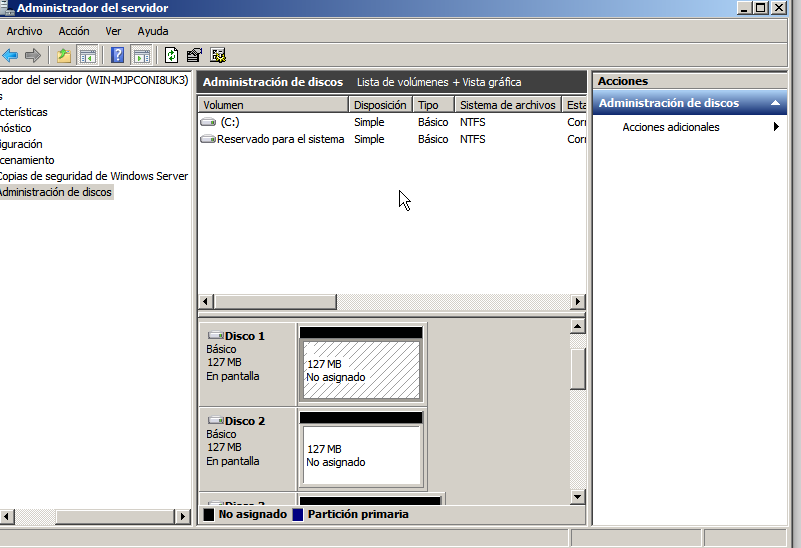 Administrador del servidor
Archivo Acción Ver Ayuda
rador del servidor (WIN-MJPCONI8UK3)
s
cterísticas
nóstico
iguración
cenamiento
Copias de seguridad de Windows Server
Administración de discos
Administración de discos Lista de volúmenes + Vista gráfica
Volumen Disposición Tipo Sistema de archivos Esta
(C:) Simple Básico NTFS Corr
Reservado para el sistema Simple Básico NTFS Corr
Disco 1
Básico
127 MB
En pantalla
127 MB
No asignado
Disco 2
Básico
127 MB
En pantalla
127 MB
No asignado
Disco 3
No asignado Partición primaria
Acciones
Administración de discos
Acciones adicionales